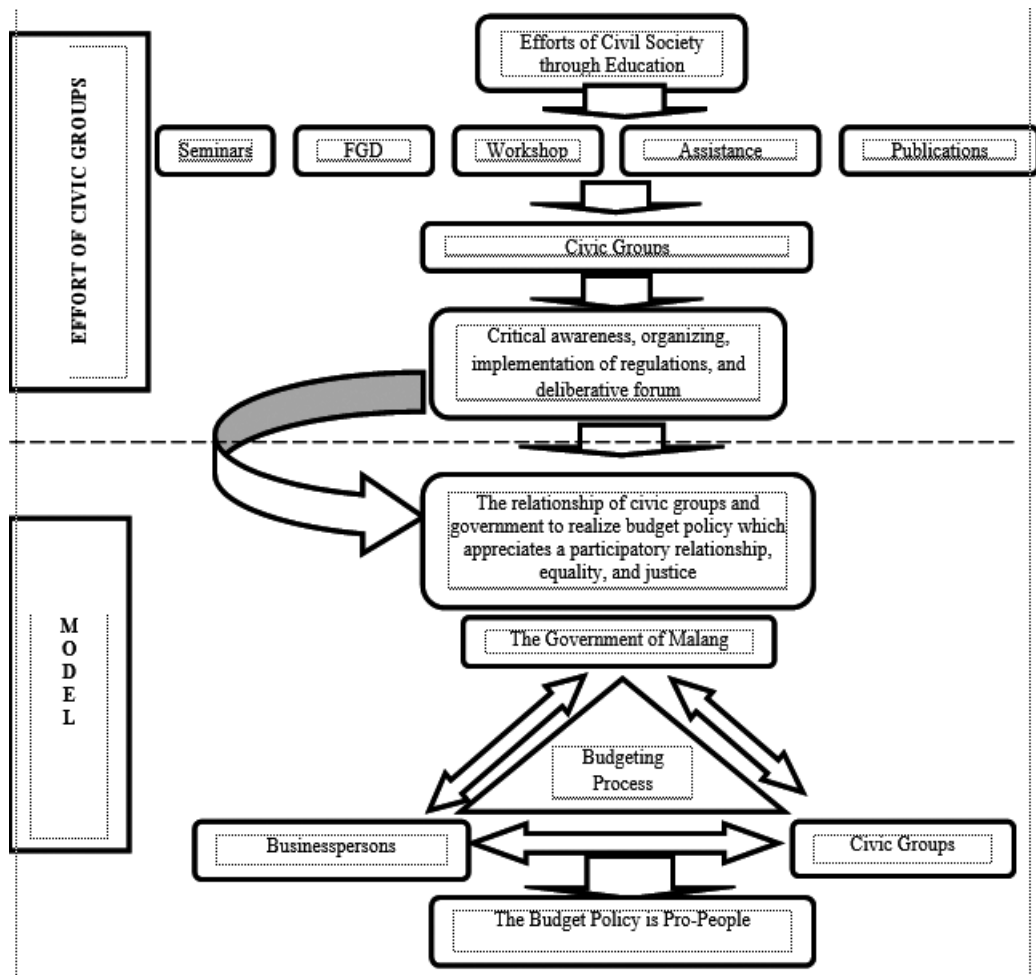 EFFORT OF CIVIC GROUPS
Efforts of Civil Society
through Education
Seminars
FGD
Workshop
Assistance
Publications
Civic Groups
Critical awareness, organizing,
implementation of regulations, and
deliberative forum
MODEL
The relationship of civic groups and
government to realize budget policy which
appreciates a participatory relationship,
equality, and justice
The Government of Malang
Budgeting
Process
Businesspersons
Civic Groups
The Budget Policy is Pro-People